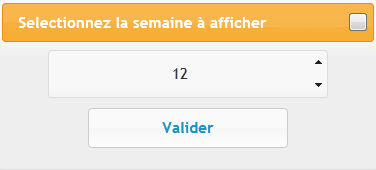 Selectionnez la semaine à afficher
12
Valider